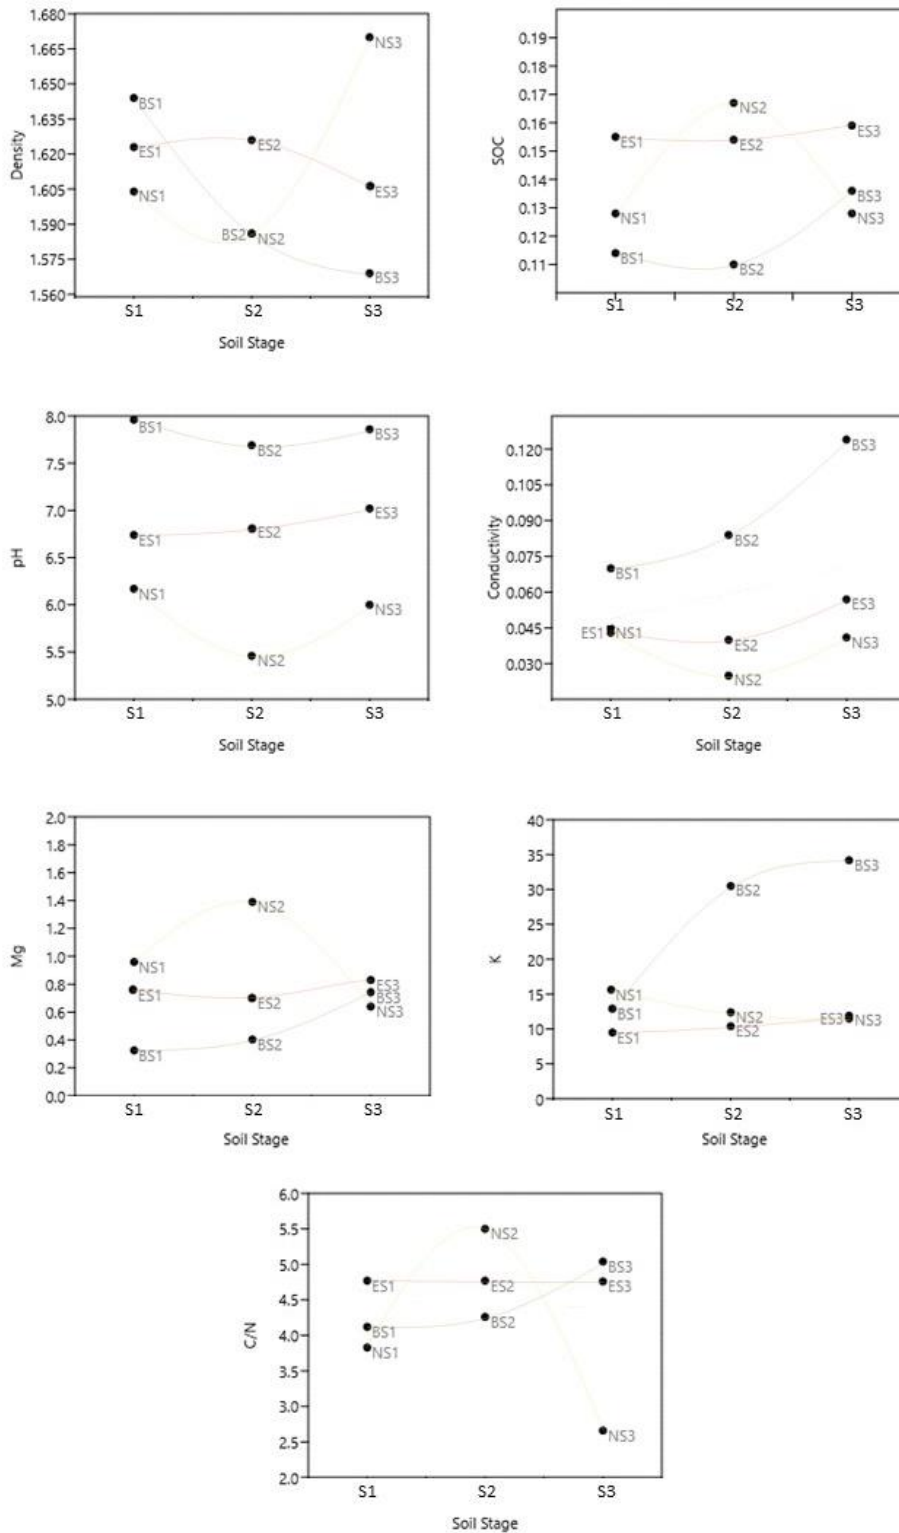 Density
1.680
1.665
1.650
1.635
1.620
1.605
1.590
1.575
1.560
BS1
ES1
NS1
BS2
NS2
ES2
NS3
ES3
BS3
S1 S2 S3
Soil Stage
SOC
0.19
0.18
0.17
0.16
0.15
0.14
0.13
0.12
0.11
ES1
NS1
BS1
NS2
ES2
BS2
ES3
BS3
NS3
S1 S2 S3
Soil Stage
pH
8.0
7.5
7.0
6.5
6.0
5.5
5.0
BS1
ES1
NS1
BS2
ES2
NS2
BS3
ES3
NS3
S1 S2 S3
Soil Stage
Conductivity
0.120
0.105
0.090
0.075
0.060
0.045
0.030
BS1
ES1 NS1
BS2
ES2
NS2
BS3
ES3
NS3
S1 S2 S3
Soil Stage
Mg
2.0
1.8
1.6
1.4
1.2
1.0
0.8
0.6
0.4
0.2
0.0
NS1
ES1
BS1
NS2
ES2
BS2
ES3
BS3
NS3
S1 S2 S3
Soil Stage
K
40
35
30
25
20
15
10
5
0
NS1
BS1
ES1
BS2
NS2
ES2
BS3
ES3 NS3
S1 S2 S3
Soil Stage
C/N
6.0
5.5
5.0
4.5
4.0
3.5
3.0
2.5
2.0
ES1
BS1
NS1
NS2
ES2
BS2
BS3
ES3
NS3
S1 S2 S3
Soil Stage